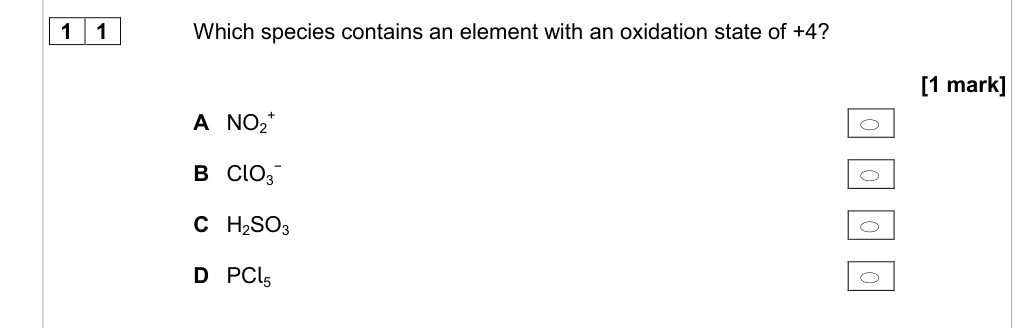 1 1 Which species contains an element with an oxidation state of +4?
[1 mark]
A NO₂⁺
B ClO₃⁻
C H₂SO₃
D PCl₅